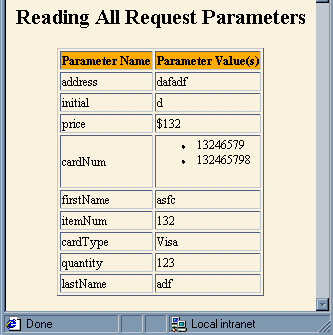 Reading All Request Parameters
Parameter Name Parameter Value(s)
address dafadf
initial d
price $132
cardNum
• 13246579
• 132465798
firstName asfc
itemNum 132
cardType Visa
quantity 123
lastName adf
Done Local intranet